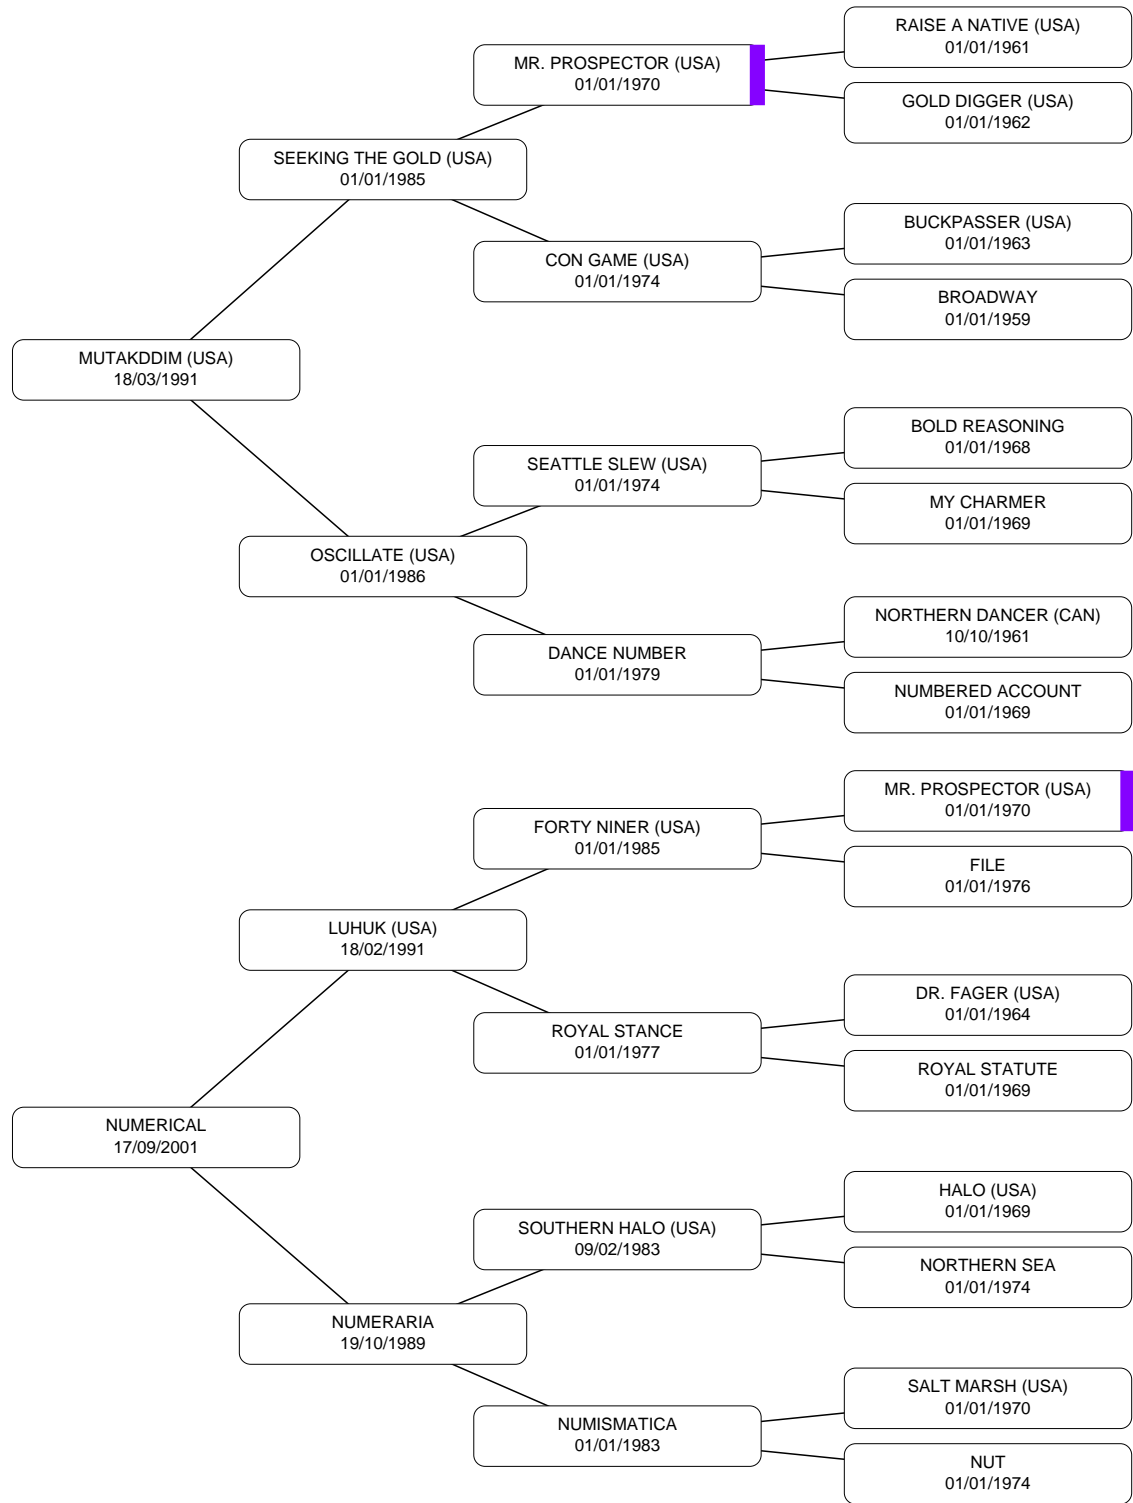 RAISE A NATIVE (USA)
01/01/1961
MR. PROSPECTOR (USA)
01/01/1970
GOLD DIGGER (USA)
01/01/1962
SEEKING THE GOLD (USA)
01/01/1985
BUCKPASSER (USA)
01/01/1963
CON GAME (USA)
01/01/1974
BROADWAY
01/01/1959
MUTAKDDIM (USA)
18/03/1991
BOLD REASONING
01/01/1968
SEATTLE SLEW (USA)
01/01/1974
MY CHARMER
01/01/1969
OSCILLATE (USA)
01/01/1986
NORTHERN DANCER (CAN)
10/10/1961
DANCE NUMBER
01/01/1979
NUMBERED ACCOUNT
01/01/1969
MR. PROSPECTOR (USA)
01/01/1970
FORTY NINER (USA)
01/01/1985
FILE
01/01/1976
LUHUK (USA)
18/02/1991
DR. FAGER (USA)
01/01/1964
ROYAL STANCE
01/01/1977
ROYAL STATUTE
01/01/1969
NUMERICAL
17/09/2001
HALO (USA)
01/01/1969
SOUTHERN HALO (USA)
09/02/1983
NORTHERN SEA
01/01/1974
NUMERARIA
19/10/1989
SALT MARSH (USA)
01/01/1970
NUMISMATICA
01/01/1983
NUT
01/01/1974